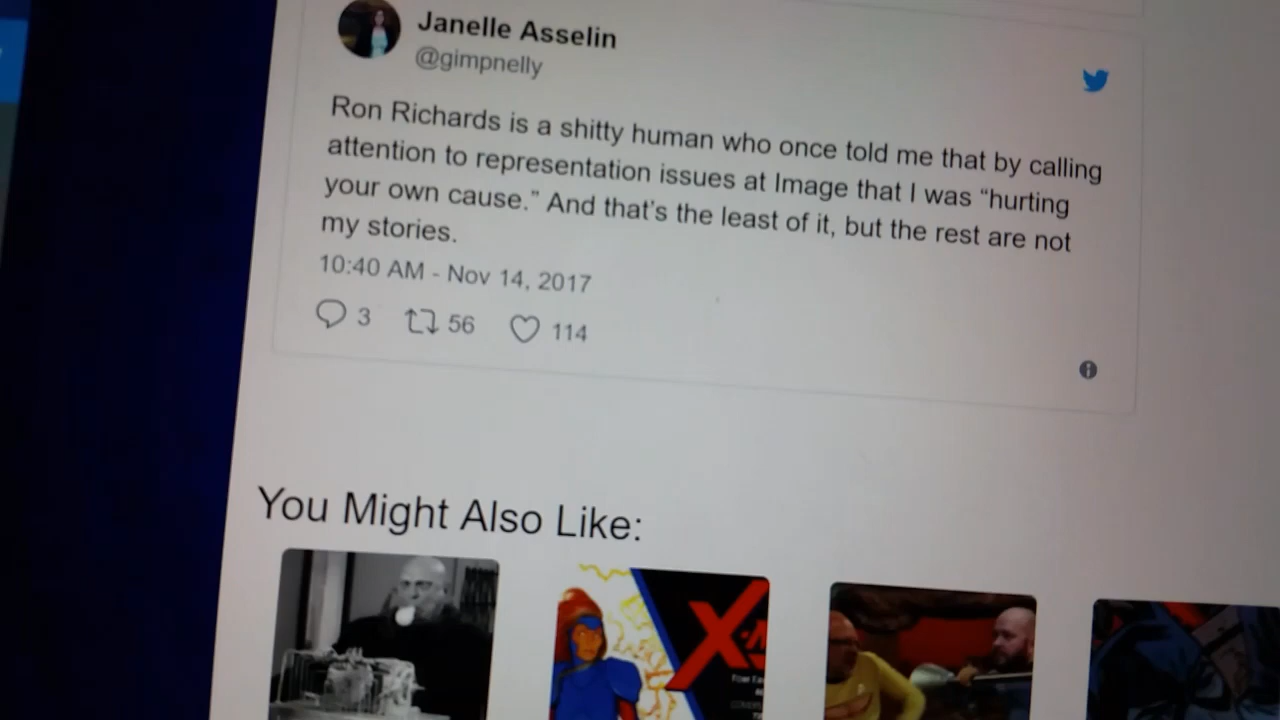 Janelle Asselin
@gimpnelly
Ron Richards is a shitty human who once told me that by calling
attention to representation issues at Image that I was “hurting
your own cause.” And that’s the least of it, but the rest are not
my stories.
10:40 AM - Nov 14, 2017
3 56 114
You Might Also Like:
X